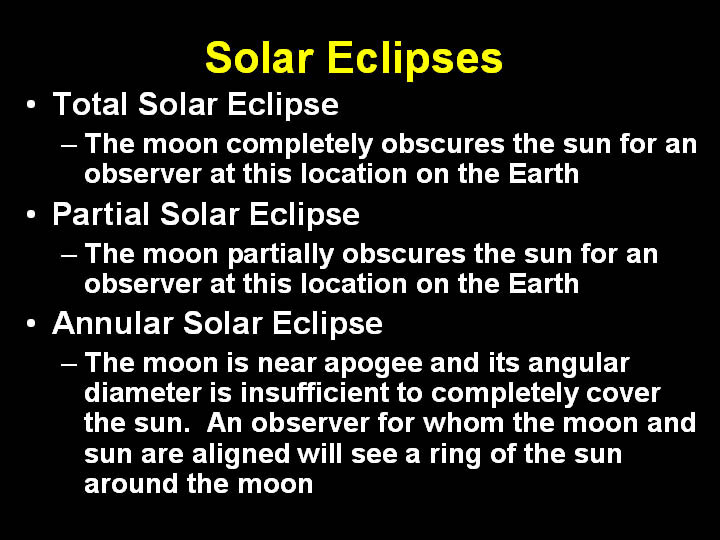 Solar Eclipses
• Total Solar Eclipse
– The moon completely obscures the sun for an
observer at this location on the Earth
• Partial Solar Eclipse
– The moon partially obscures the sun for an
observer at this location on the Earth
• Annular Solar Eclipse
– The moon is near apogee and its angular
diameter is insufficient to completely cover
the sun.  An observer for whom the moon and
sun are aligned will see a ring of the sun
around the moon